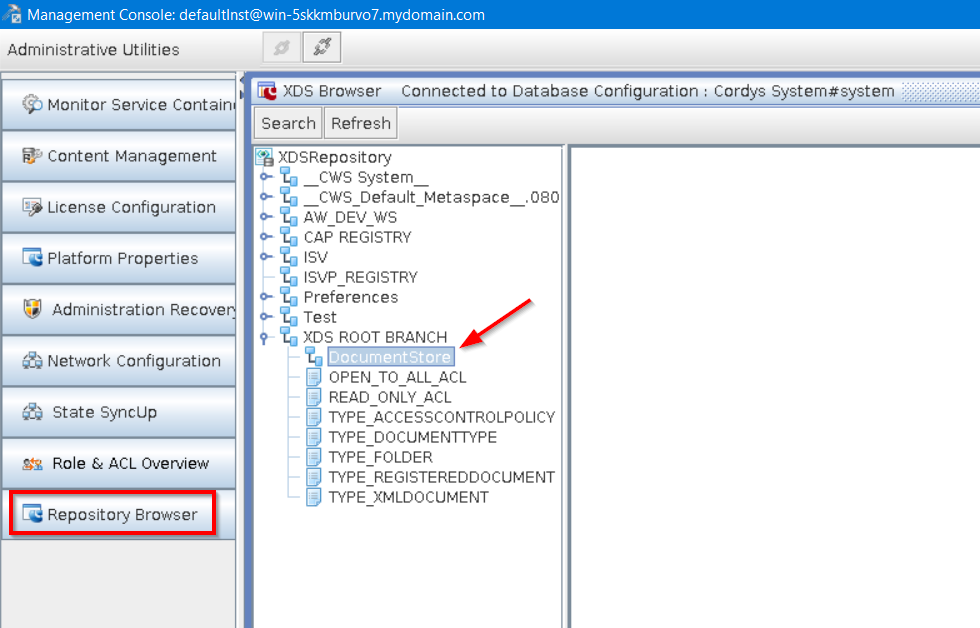 Management Console: defaultInst@win-5skkmburvo7.mydomain.com
Administrative Utilities
Monitor Service Contain
Content Management
License Configuration
Platform Properties
Administration Recovery
Network Configuration
State SyncUp
Role & ACL Overview
Repository Browser
XDS Browser Connected to Database Configuration : Cordys System#system
Search Refresh
XDSRepository
__CWS System__
__CWS_Default_Metaspace__.080
AW_DEV_WS
CAP REGISTRY
ISV
ISVP_REGISTRY
Preferences
Test
XDS ROOT BRANCH
DocumentStore
OPEN_TO_ALL_ACL
READ_ONLY_ACL
TYPE_ACCESSCONTROLPOLICY
TYPE_DOCUMENTTYPE
TYPE_FOLDER
TYPE_REGISTEREDDOCUMENT
TYPE_XMLDOCUMENT